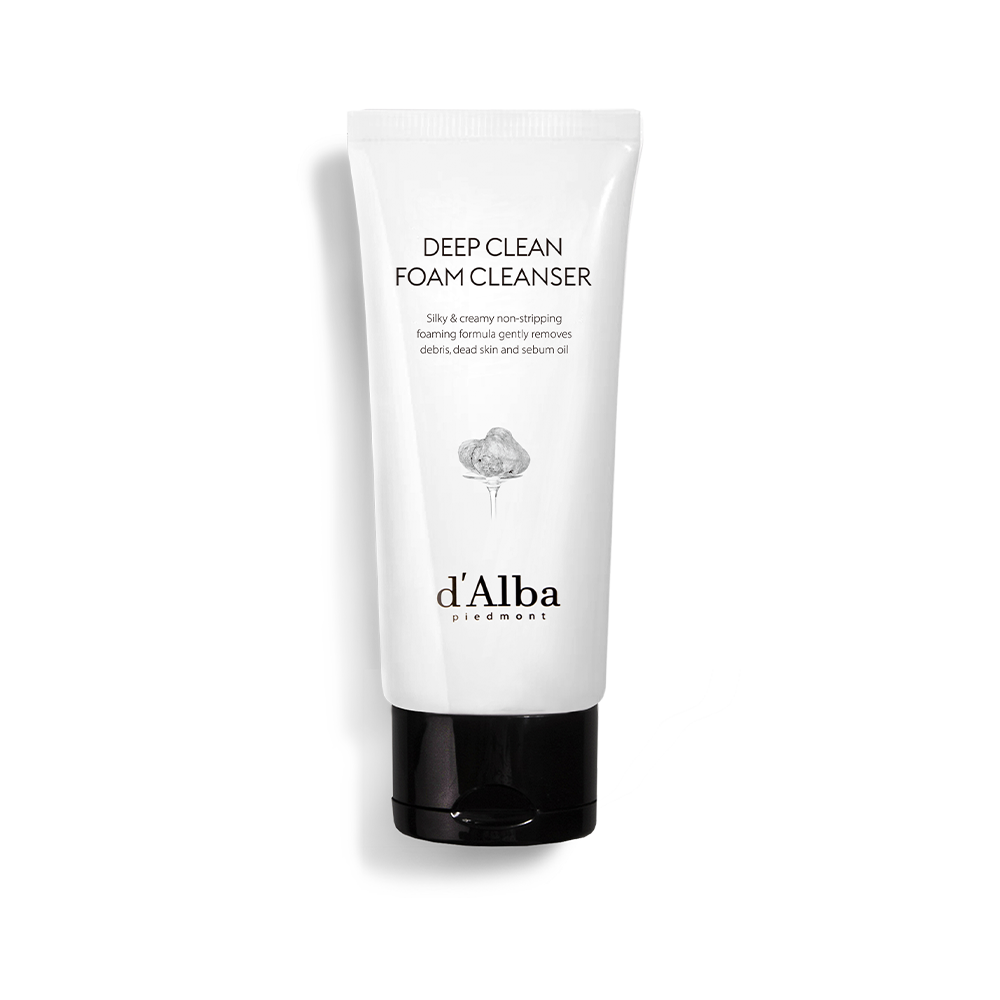 DEEP CLEAN
FOAM CLEANSER
Silky & creamy non-stripping
foaming formula gently removes
debris, dead skin and sebum oil
d'Alba
piedmont